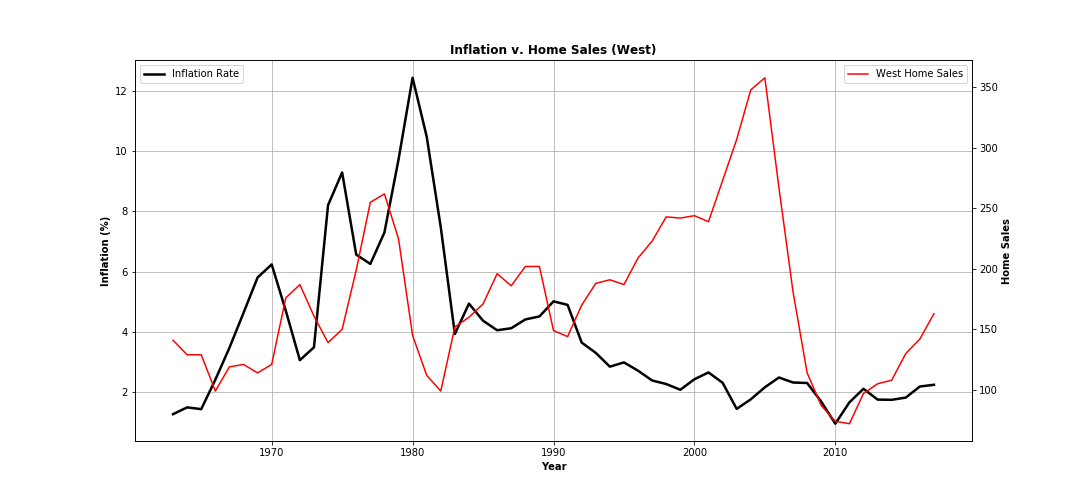 Inflation v. Home Sales (West)
Inflation Rate
West Home Sales
12
10
8
6
4
2
Inflation (%)
350
300
250
200
150
100
Home Sales
1970 1980 1990 2000 2010
Year